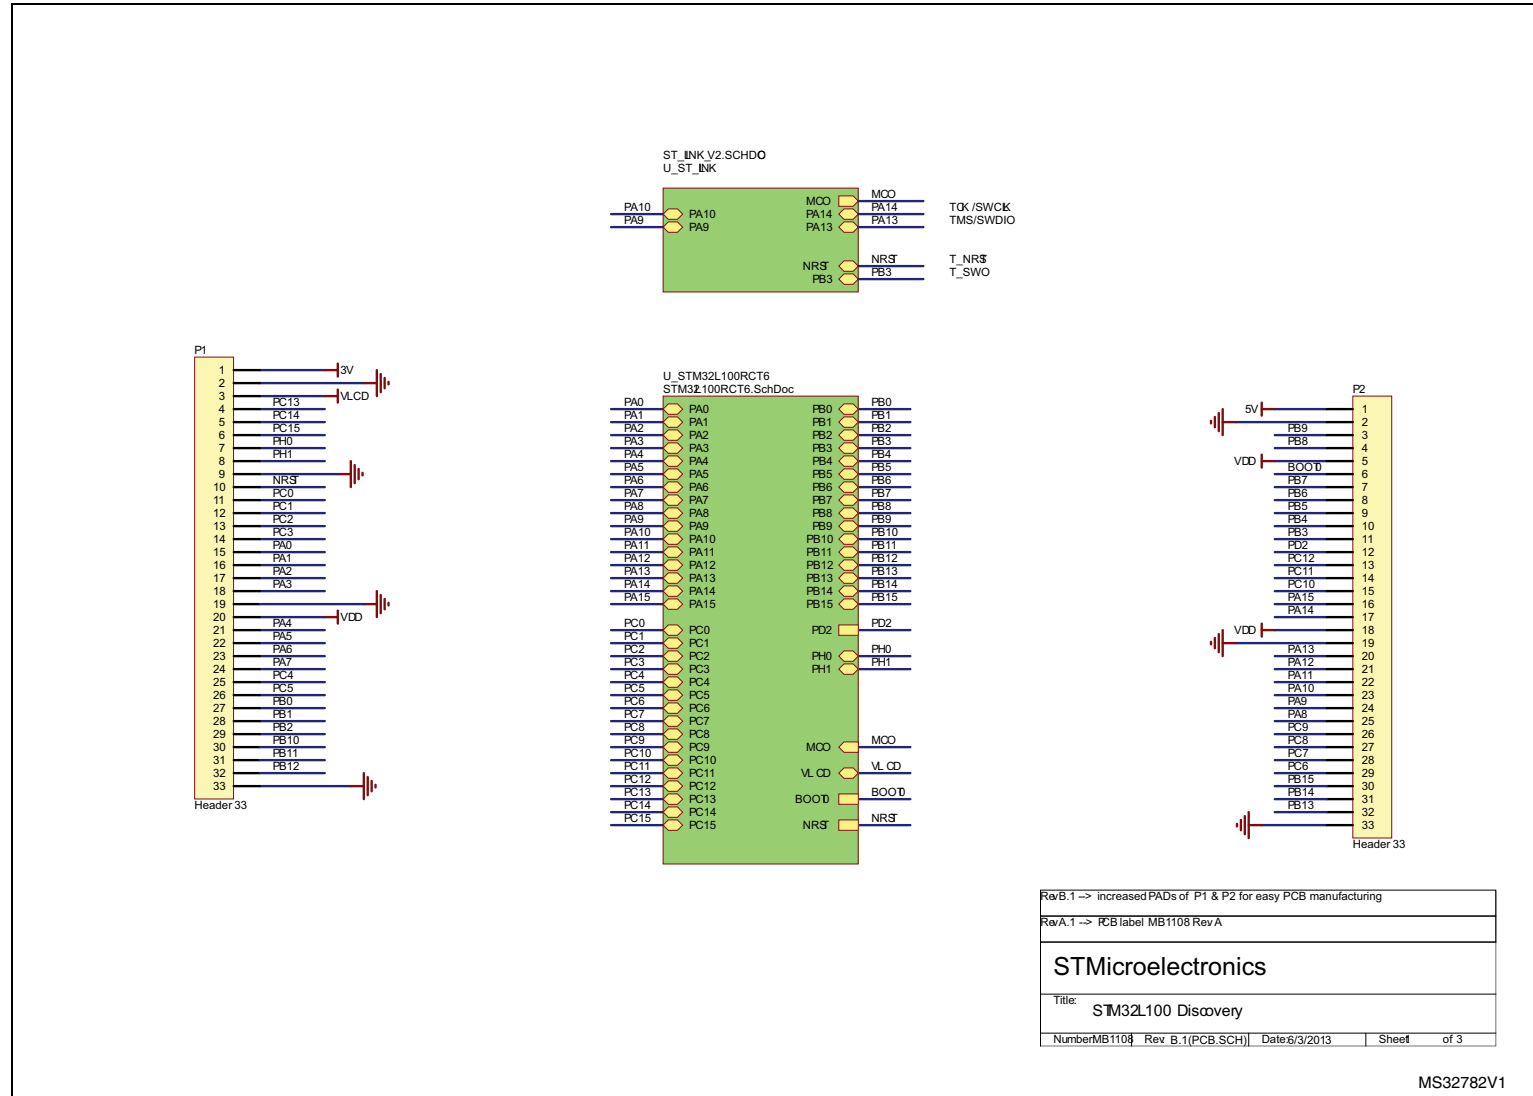 ST_LINK_V2.SCHDOC
U_ST_LINK
PA10 PA10 MCO MCO
PA9 PA9 PA14 PA14 TCK/SWCLK
PA13 PA13 TMS/SWDIO
NRST NRST T_NRST
PB3 PB3 T_SWO
P1
1 3V
2
3 VLCD
4 PC13
5 PC14
6 PC15
7 PH0
8 PH1
9
10 NRST
11 PC0
12 PC1
13 PC2
14 PC3
15 PA0
16 PA1
17 PA2
18 PA3
19
20 VDD
21 PA4
22 PA5
23 PA6
24 PA7
25 PC4
26 PC5
27 PB0
28 PB1
29 PB2
30 PB10
31 PB11
32 PB12
33
Header 33
U_STM32L100RCT6
STM32L100RCT6.SchDoc
PA0 PA0 PB0 PB0
PA1 PA1 PB1 PB1
PA2 PA2 PB2 PB2
PA3 PA3 PB3 PB3
PA4 PA4 PB4 PB4
PA5 PA5 PB5 PB5
PA6 PA6 PB6 PB6
PA7 PA7 PB7 PB7
PA8 PA8 PB8 PB8
PA9 PA9 PB9 PB9
PA10 PA10 PB10 PB10
PA11 PA11 PB11 PB11
PA12 PA12 PB12 PB12
PA13 PA13 PB13 PB13
PA14 PA14 PB14 PB14
PA15 PA15 PB15 PB15
PC0 PC0 PD2 PD2
PC1 PC1
PC2 PC2 PH0 PH0
PC3 PC3 PH1 PH1
PC4 PC4
PC5 PC5
PC6 PC6
PC7 PC7
PC8 PC8
PC9 PC9 MCO MCO
PC10 PC10
PC11 PC11 VLCD VLCD
PC12 PC12
PC13 PC13 BOOT0 BOOT0
PC14 PC14
PC15 PC15 NRST NRST
P2
5V 1
2
PB9 3
PB8 4
VDD 5
BOOT0 6
PB7 7
PB6 8
PB5 9
PB4 10
PB3 11
PD2 12
PC12 13
PC11 14
PC10 15
PA15 16
PA14 17
VDD 18
19
PA13 20
PA12 21
PA11 22
PA10 23
PA9 24
PA8 25
PC9 26
PC8 27
PC7 28
PC6 29
PB15 30
PB14 31
PB13 32
33
Header 33
RevB.1 --> increased PADs of P1 & P2 for easy PCB manufacturing
RevA.1 --> PCB label MB1108 Rev A
STMicroelectronics
Title: STM32L100 Discovery
Number:MB1108 Rev: B.1(PCB.SCH) Date:6/3/2013 Sheet 1 of 3
MS32782V1